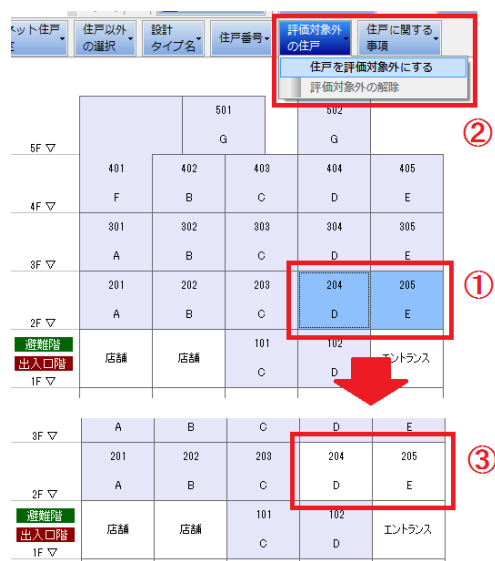 ット住戸
住戸以外の選択
設計タイプ名
住戸番号
評価対象外の住戸
住戸に関する事項
住戸を評価対象外にする
評価対象外の解除
②
501 502
5F ▽ G G
401 402 403 404 405
4F ▽ F B C D E
301 302 303 304 305
3F ▽ A B C D E
①
201 202 203 204 205
2F ▽ A B C D E
避難階 101 102
出入口階 店舗 店舗 エントランス
1F ▽ C D
3F ▽ A B C D E
③
201 202 203 204 205
2F ▽ A B C D E
避難階 101 102
出入口階 店舗 店舗 エントランス
1F ▽ C D